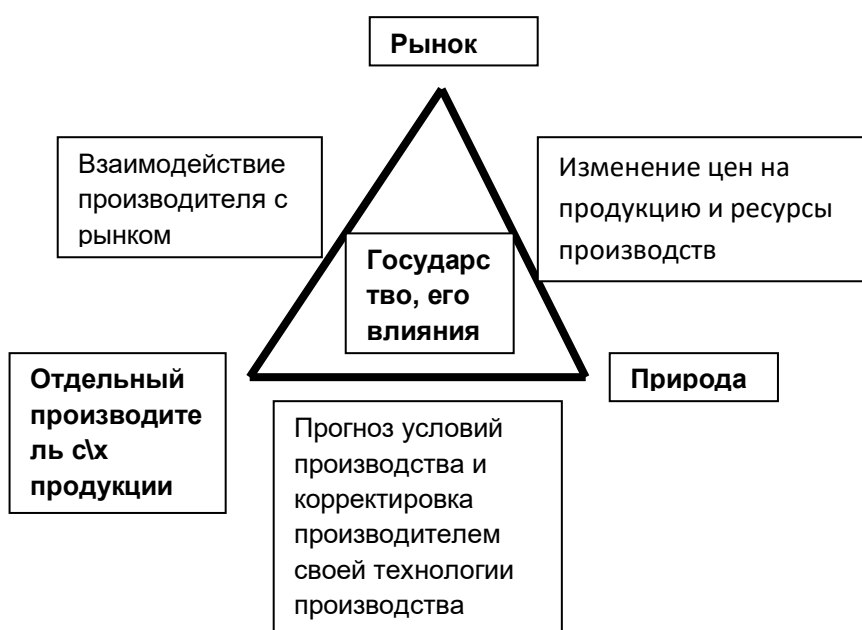 Рынок
Взаимодействие
производителя с
рынком
Изменение цен на
продукцию и ресурсы
производств
Государс
тво, его
влияния
Отдельный
производите
ль с\х
продукции
Природа
Прогноз условий
производства и
корректировка
производителем
своей технологии
производства